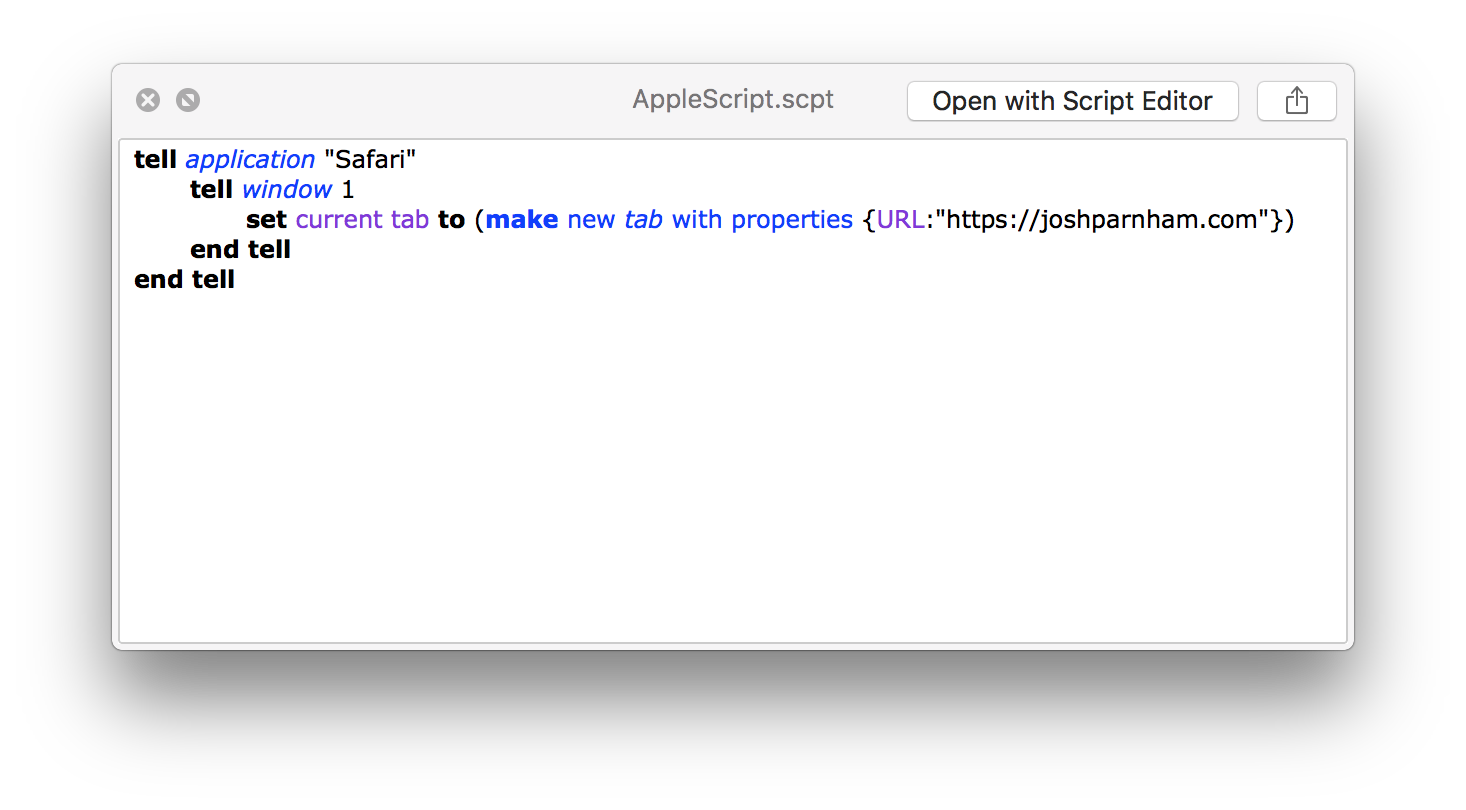 AppleScript.scpt
Open with Script Editor
tell application "Safari"
tell window 1
set current tab to (make new tab with properties {URL:"https://joshparnham.com"})
end tell
end tell